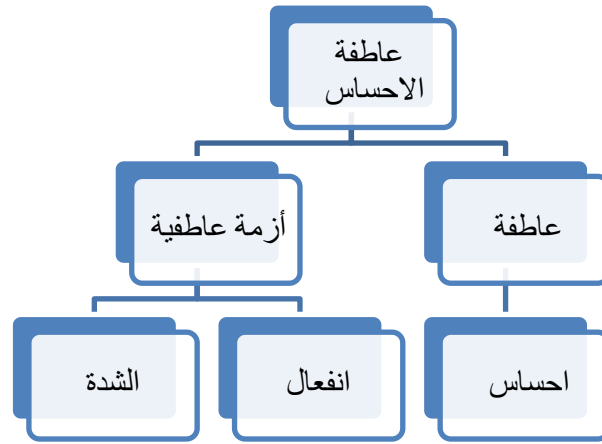 عاطفة
الاحساس
عاطفة
أزمة عاطفية
احساس
انفعال
الشدة